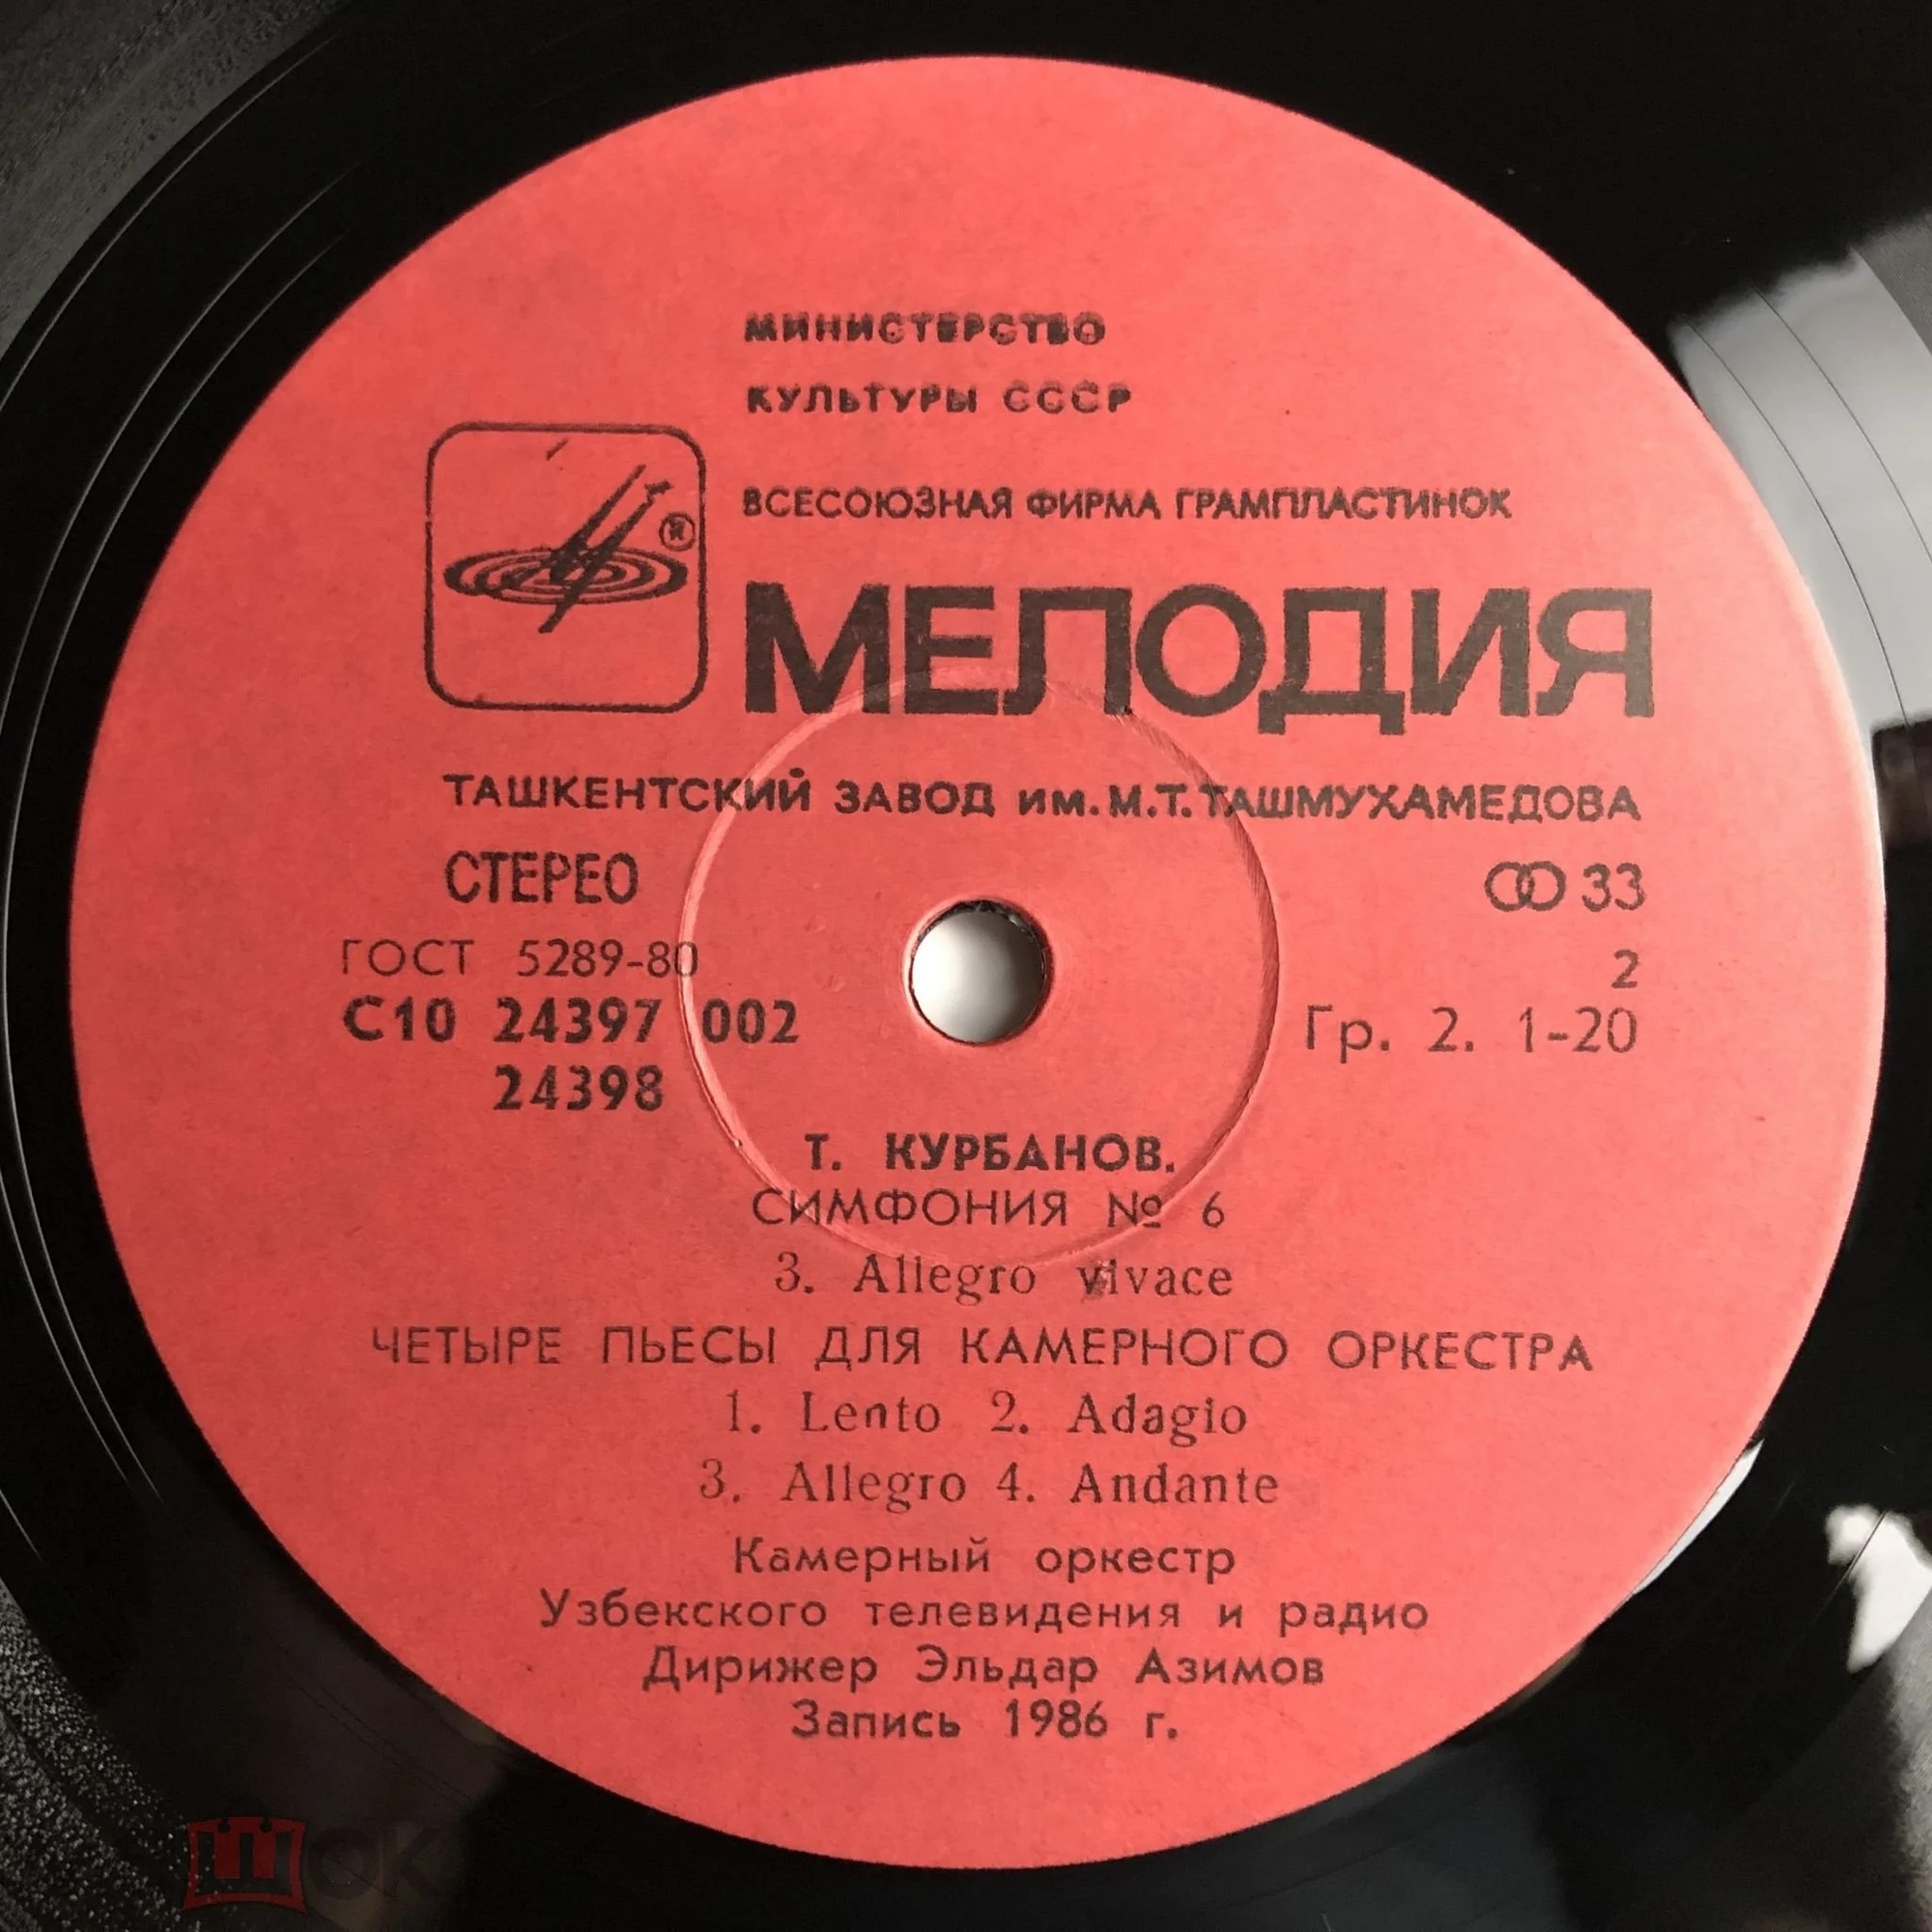 МИНИСТЕРСТВО
КУЛЬТУРЫ СССР
ВСЕСОЮЗНАЯ ФИРМА ГРАМПЛАСТИНОК
®
МЕЛОДИЯ
ТАШКЕНТСКИЙ ЗАВОД им. М.Т. ТАШМУХАМЕДОВА
СТЕРЕО 33
ГОСТ 5289-80 2
С10 24397 002 Гр. 2. 1-20
24398
Т. КУРБАНОВ.
СИМФОНИЯ № 6
3. Allegro vivace
ЧЕТЫРЕ ПЬЕСЫ ДЛЯ КАМЕРНОГО ОРКЕСТРА
1. Lento 2. Adagio
3. Allegro 4. Andante
Камерный оркестр
Узбекского телевидения и радио
Дирижер Эльдар Азимов
Запись 1986 г.
шок